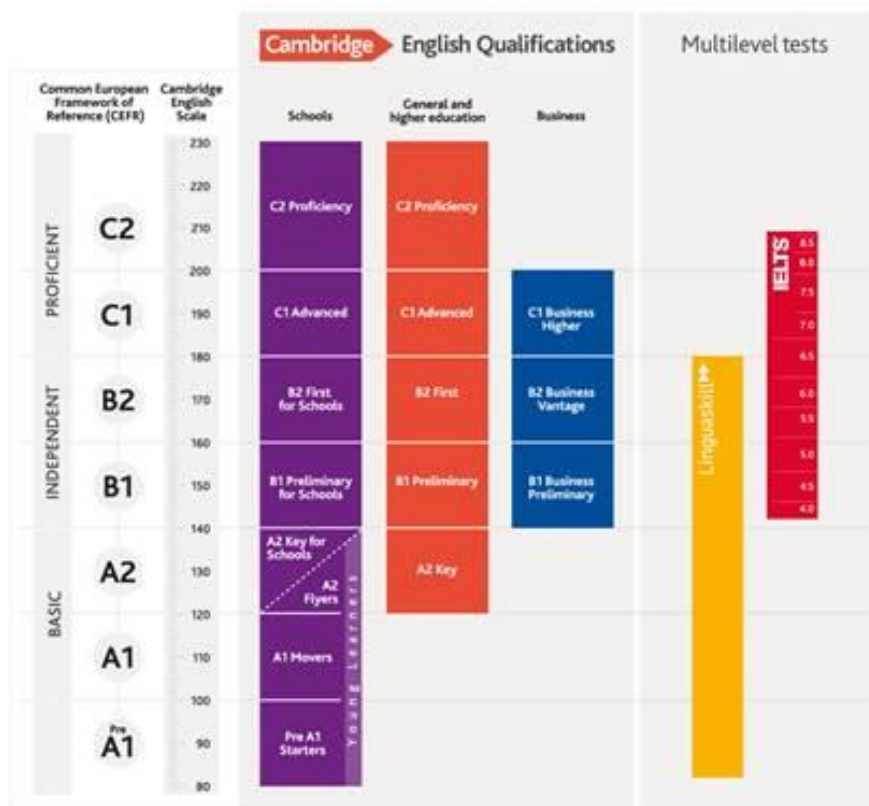 Cambridge English Qualifications
Multilevel tests
Common European
Framework of
Reference (CEFR)
Cambridge
English
Scale
Schools
General and
higher education
Business
PROFICIENT
INDEPENDENT
BASIC
C2
C1
B2
B1
A2
A1
Pre
A1
230
220
210
200
190
180
170
160
150
140
130
120
110
100
90
80
C2 Proficiency
C1 Advanced
B2 First
for Schools
B1 Preliminary
for Schools
A2 Key for
Schools
A2
Flyers
A1 Movers
Pre A1
Starters
Young Learners
C2 Proficiency
C1 Advanced
B2 First
B1 Preliminary
A2 Key
C1 Business
Higher
B2 Business
Vantage
B1 Business
Preliminary
Linguaskill
IELTS
8.5
8.0
7.5
7.0
6.5
6.0
5.5
5.0
4.5
4.0